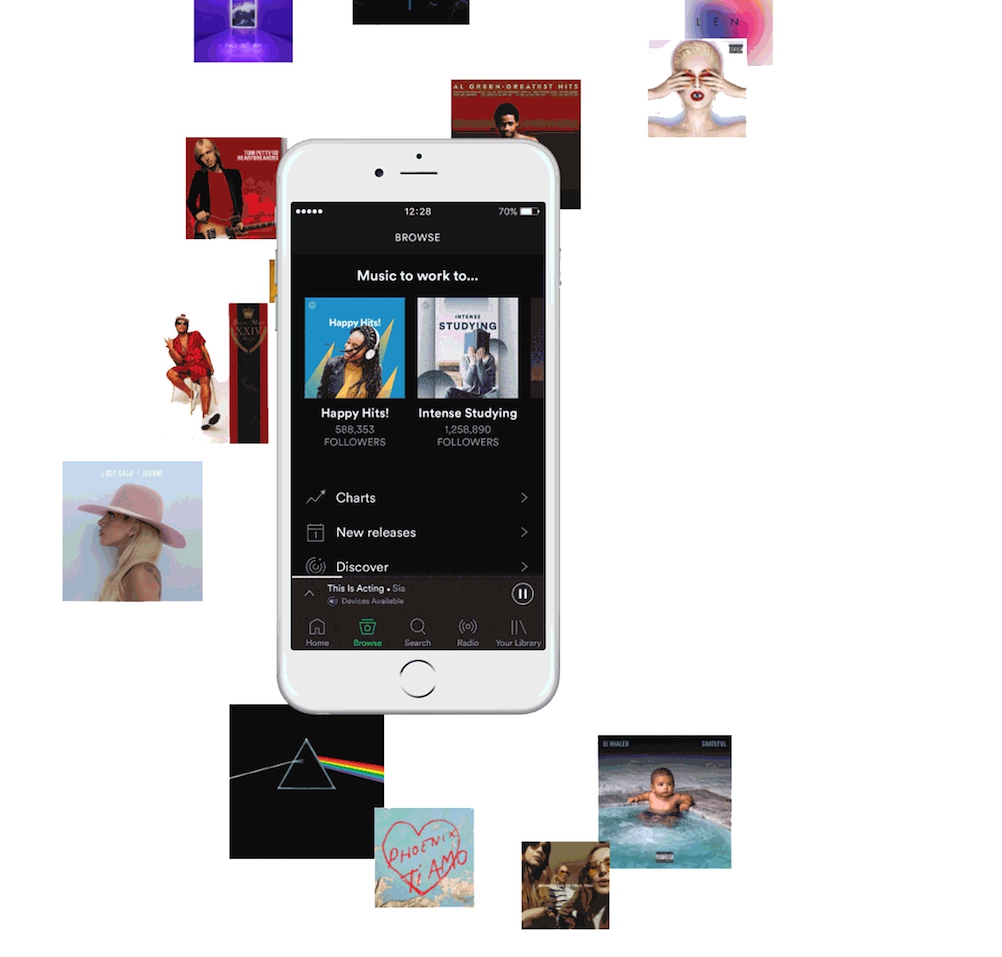 LEN
AL GREEN·GREATEST HITS
TOM PETTY AND THE
HEARTBREAKERS
12:28
70%
BROWSE
Music to work to...
Happy Hits!
INTENSE
STUDYING
XXIV
Happy Hits!
Intense Studying
588,353
1,258,890
FOLLOWERS
FOLLOWERS
LADY GAGA / JOANNE
Charts
1
New releases
Discover
This Is Acting • Sia
Devices Available
Home
Browse
Search
Radio
Your Library
DJ KHALED
GRATEFUL
PHOENIX
Ti AMO